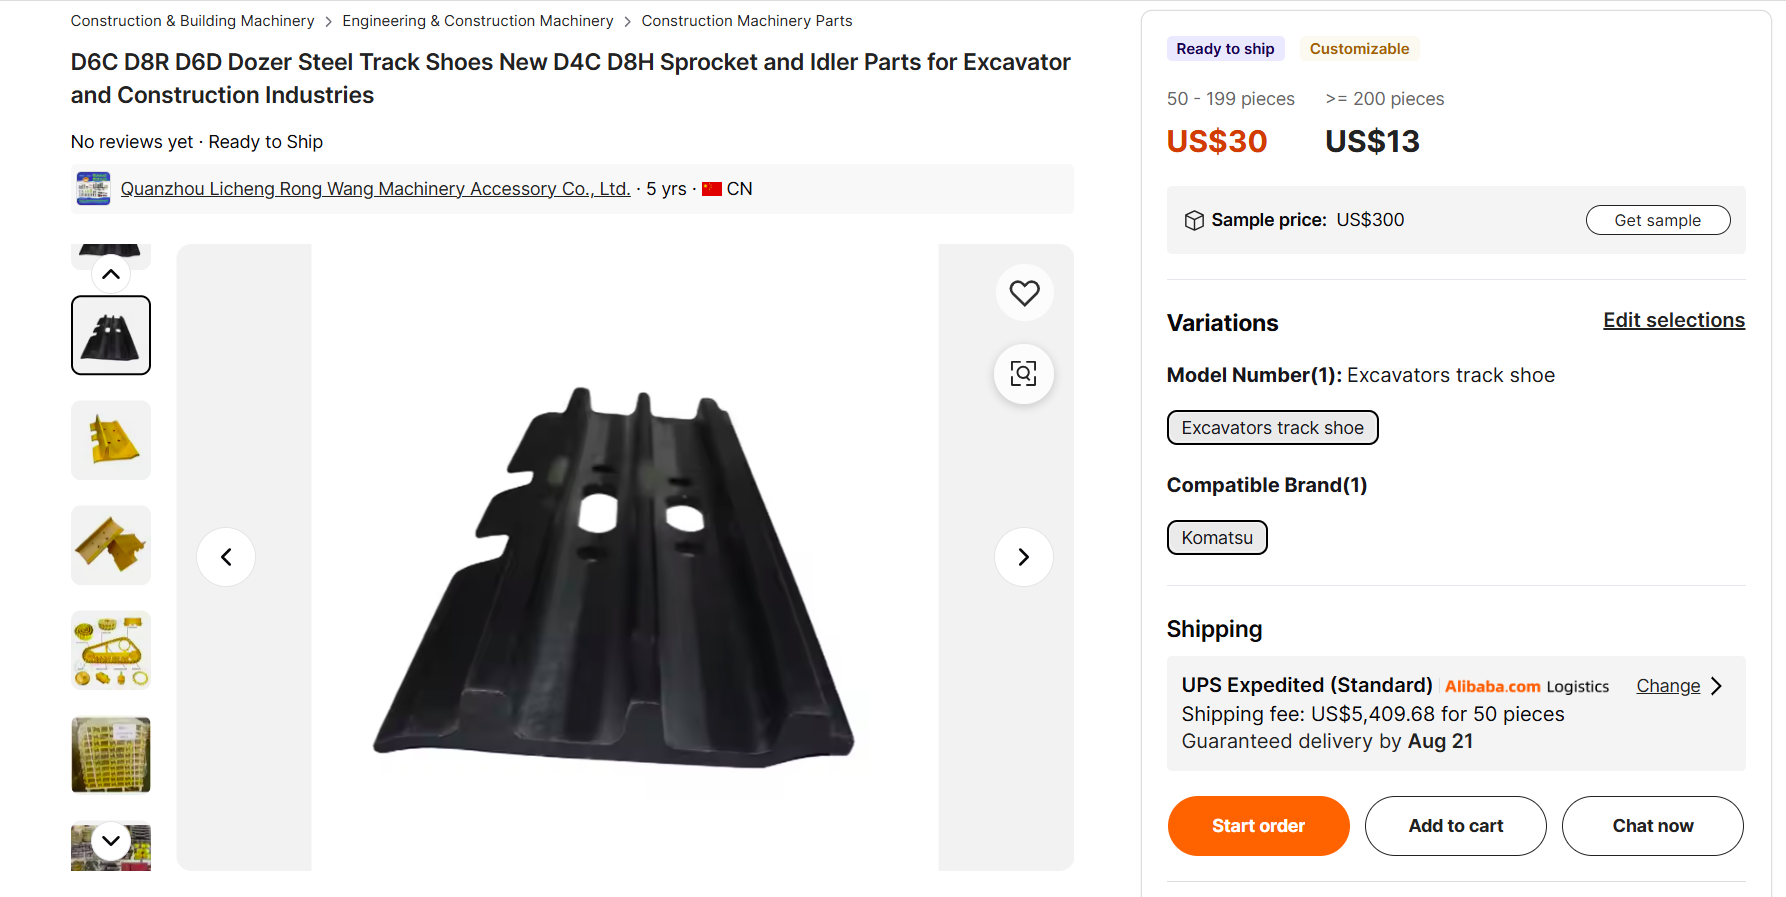 Construction & Building Machinery > Engineering & Construction Machinery > Construction Machinery Parts
D6C D8R D6D Dozer Steel Track Shoes New D4C D8H Sprocket and Idler Parts for Excavator
and Construction Industries
No reviews yet · Ready to Ship
Quanzhou Licheng Rong Wang Machinery Accessory Co., Ltd. · 5 yrs · CN
Ready to ship
Customizable
50 - 199 pieces
>= 200 pieces
US$30
US$13
Sample price: US$300
Get sample
Variations
Edit selections
Model Number(1): Excavators track shoe
Excavators track shoe
Compatible Brand(1)
Komatsu
Shipping
UPS Expedited (Standard) Alibaba.com Logistics
Change
Shipping fee: US$5,409.68 for 50 pieces
Guaranteed delivery by Aug 21
Start order
Add to cart
Chat now